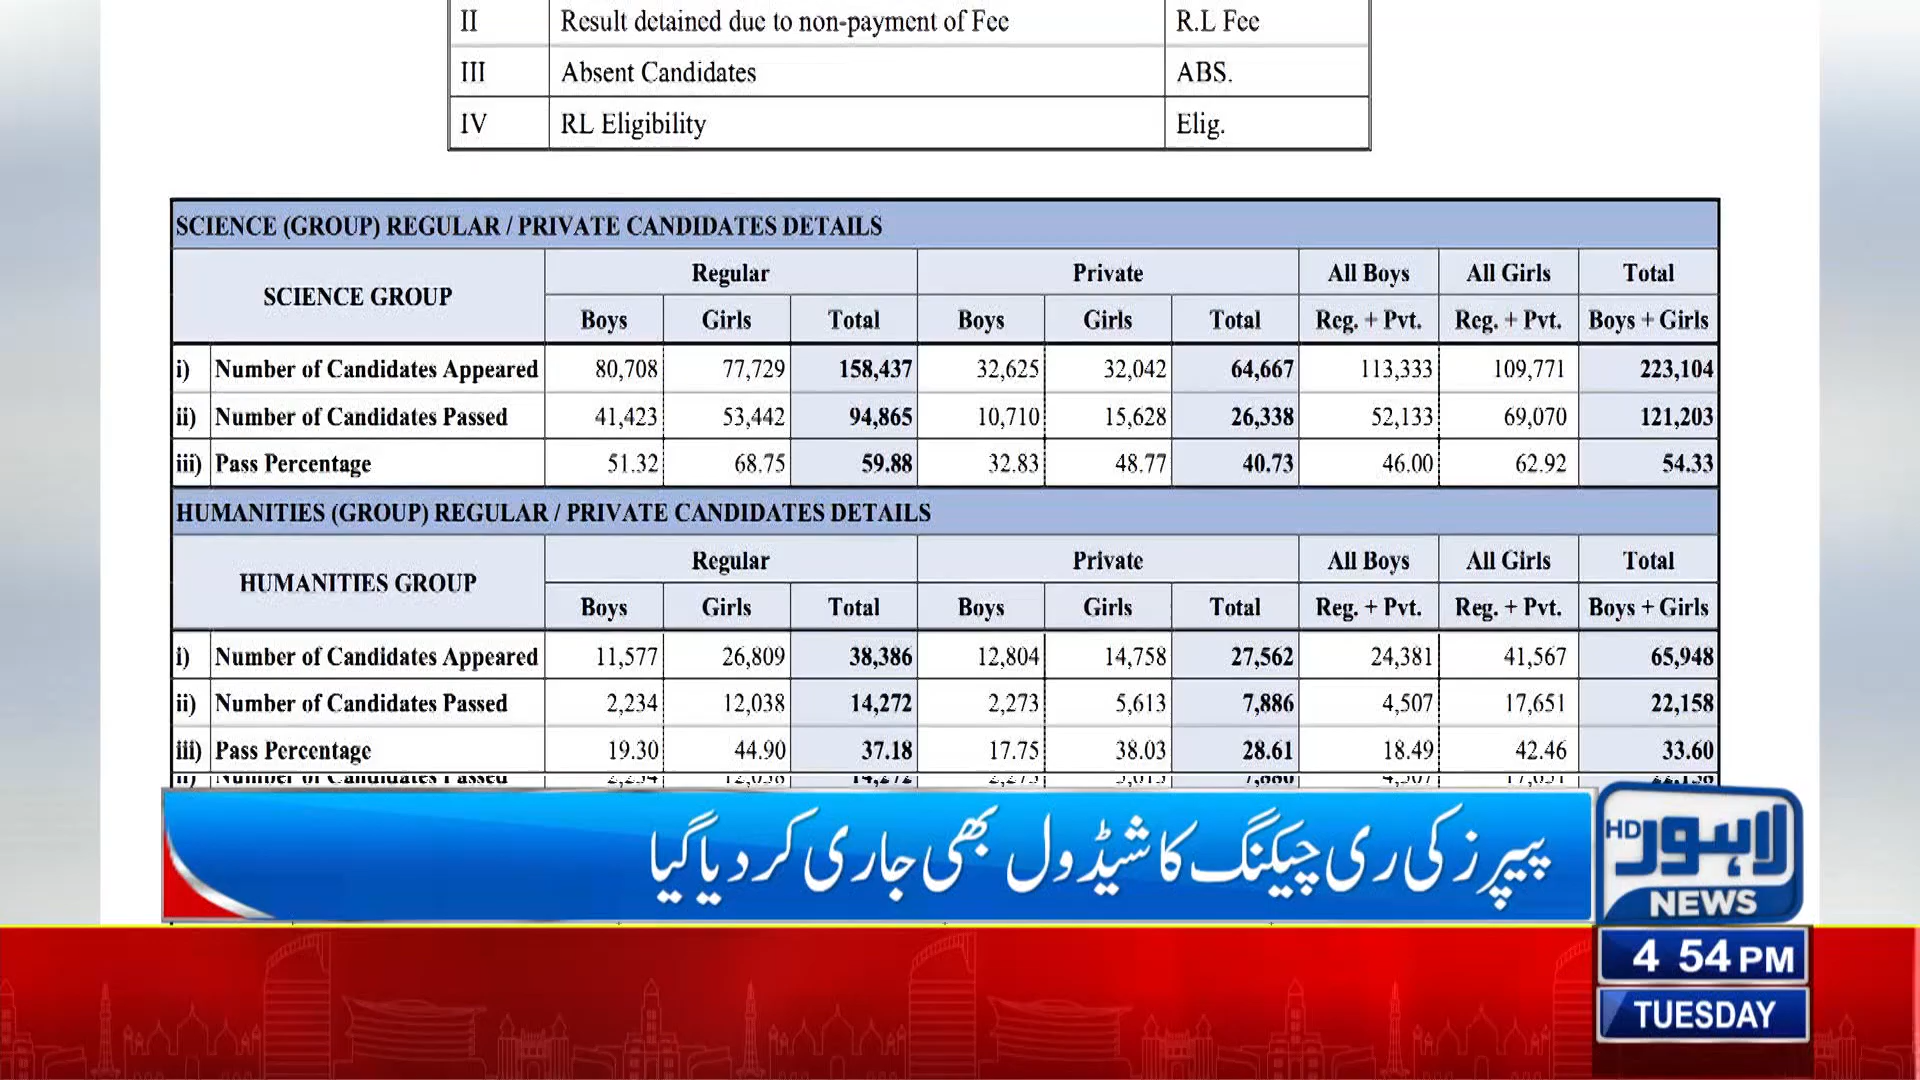 II Result detained due to non-payment of Fee R.L Fee
III Absent Candidates ABS.
IV RL Eligibility Elig.
SCIENCE (GROUP) REGULAR / PRIVATE CANDIDATES DETAILS
SCIENCE GROUP Regular Private All Boys All Girls Total
Boys Girls Total Boys Girls Total Reg. + Pvt. Reg. + Pvt. Boys + Girls
i) Number of Candidates Appeared 80,708 77,729 158,437 32,625 32,042 64,667 113,333 109,771 223,104
ii) Number of Candidates Passed 41,423 53,442 94,865 10,710 15,628 26,338 52,133 69,070 121,203
iii) Pass Percentage 51.32 68.75 59.88 32.83 48.77 40.73 46.00 62.92 54.33
HUMANITIES (GROUP) REGULAR / PRIVATE CANDIDATES DETAILS
HUMANITIES GROUP Regular Private All Boys All Girls Total
Boys Girls Total Boys Girls Total Reg. + Pvt. Reg. + Pvt. Boys + Girls
i) Number of Candidates Appeared 11,577 26,809 38,386 12,804 14,758 27,562 24,381 41,567 65,948
ii) Number of Candidates Passed 2,234 12,038 14,272 2,273 5,613 7,886 4,507 17,651 22,158
iii) Pass Percentage 19.30 44.90 37.18 17.75 38.03 28.61 18.49 42.46 33.60
پیپرز کی ری چیکنگ کا شیڈول بھی جاری کر دیا گیا
لاہور HD
NEWS
4 54 PM
TUESDAY